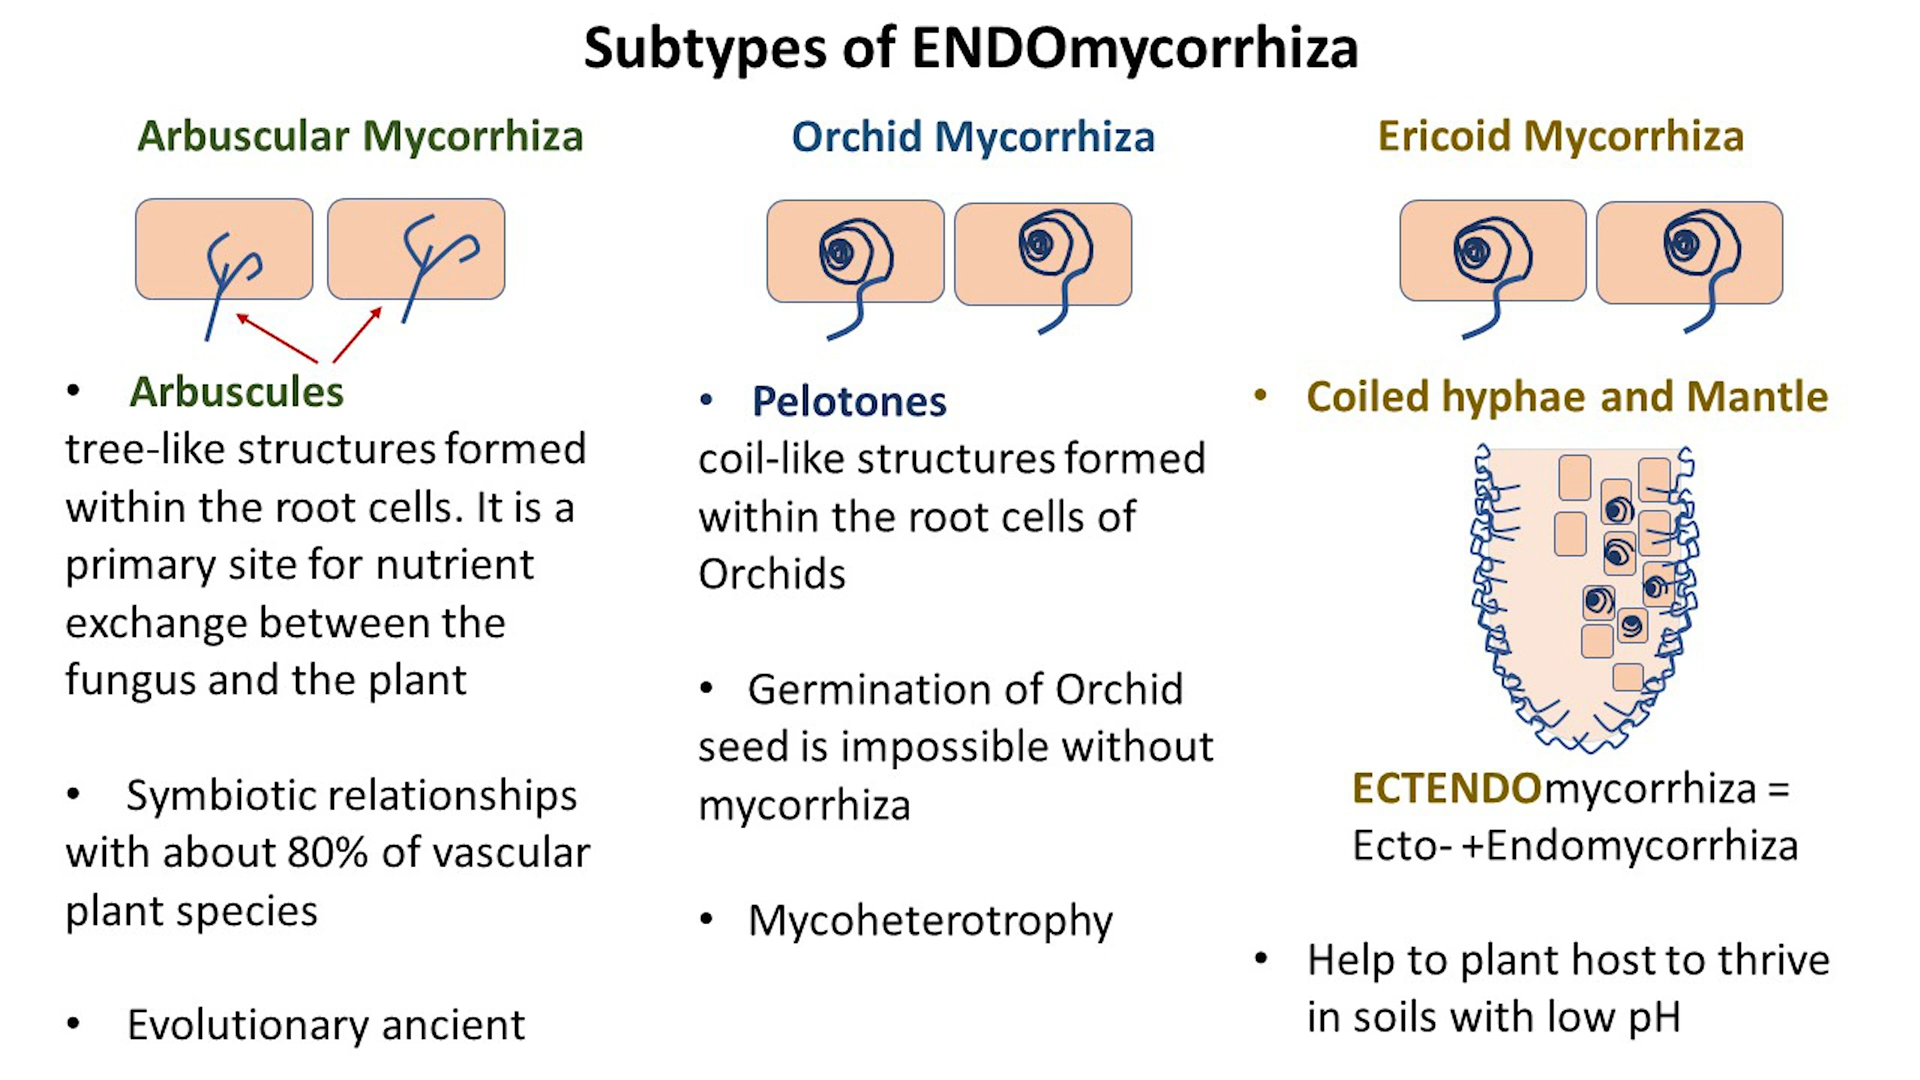 Subtypes of ENDOmycorrhiza
Arbuscular Mycorrhiza
• Arbuscules
tree-like structures formed
within the root cells. It is a
primary site for nutrient
exchange between the
fungus and the plant
• Symbiotic relationships
with about 80% of vascular
plant species
• Evolutionary ancient
Orchid Mycorrhiza
• Pelotones
coil-like structures formed
within the root cells of
Orchids
• Germination of Orchid
seed is impossible without
mycorrhiza
• Mycoheterotrophy
Ericoid Mycorrhiza
• Coiled hyphae and Mantle
ECTENDOmycorrhiza =
Ecto- +Endomycorrhiza
• Help to plant host to thrive
in soils with low pH